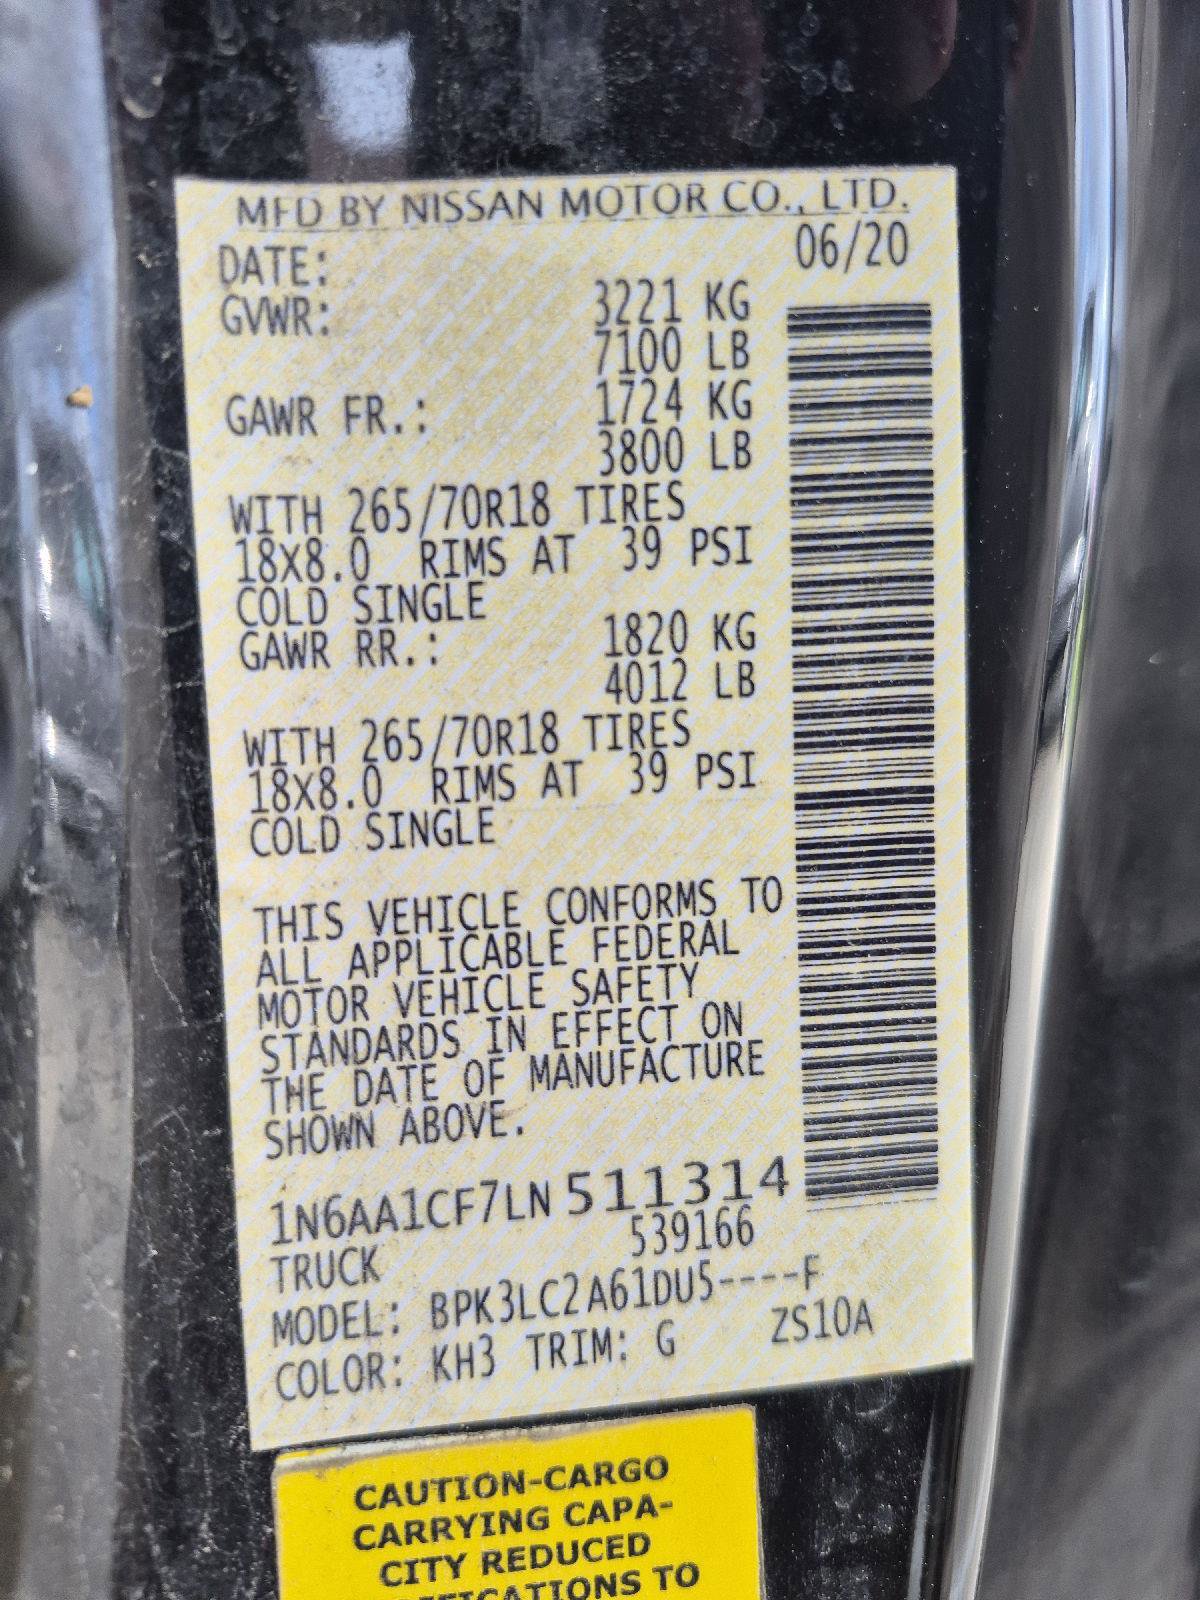 MFD BY NISSAN MOTOR CO., LTD.
DATE: 06/20
GVWR: 3221 KG
7100 LB
GAWR FR.: 1724 KG
3800 LB
WITH 265/70R18 TIRES
18X8.0 RIMS AT 39 PSI
COLD SINGLE
GAWR RR.: 1820 KG
4012 LB
WITH 265/70R18 TIRES
18X8.0 RIMS AT 39 PSI
COLD SINGLE
THIS VEHICLE CONFORMS TO
ALL APPLICABLE FEDERAL
MOTOR VEHICLE SAFETY
STANDARDS IN EFFECT ON
THE DATE OF MANUFACTURE
SHOWN ABOVE.
1N6AA1CF7LN511314
539166
TRUCK
MODEL: BPK3LC2A61DU5----F
COLOR: KH3 TRIM: G ZS10A
CAUTION-CARGO
CARRYING CAPA-
CITY REDUCED
TO